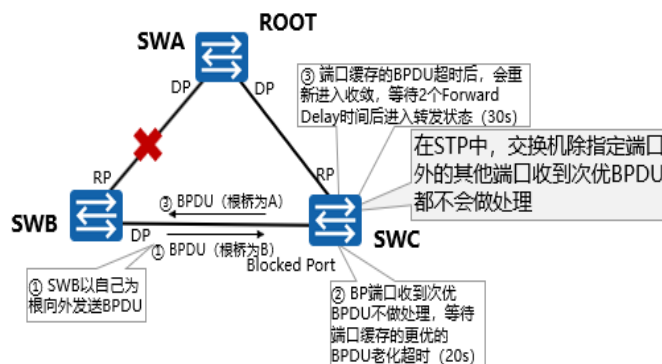 ROOT
SWA
DP
DP
③ 端口缓存的BPDU超时后，会重
新进入收敛，等待2个Forward
Delay时间后进入转发状态（30s）
在STP中，交换机除指定端口
外的其他端口收到次优BPDU
都不会做处理
RP
RP
③ BPDU（根桥为A）
SWB
SWC
DP
① BPDU（根桥为B）
Blocked Port
① SWB以自己为
根向外发送BPDU
② BP端口收到次优
BPDU不做处理，等待
端口缓存的更优的
BPDU老化超时（20s）